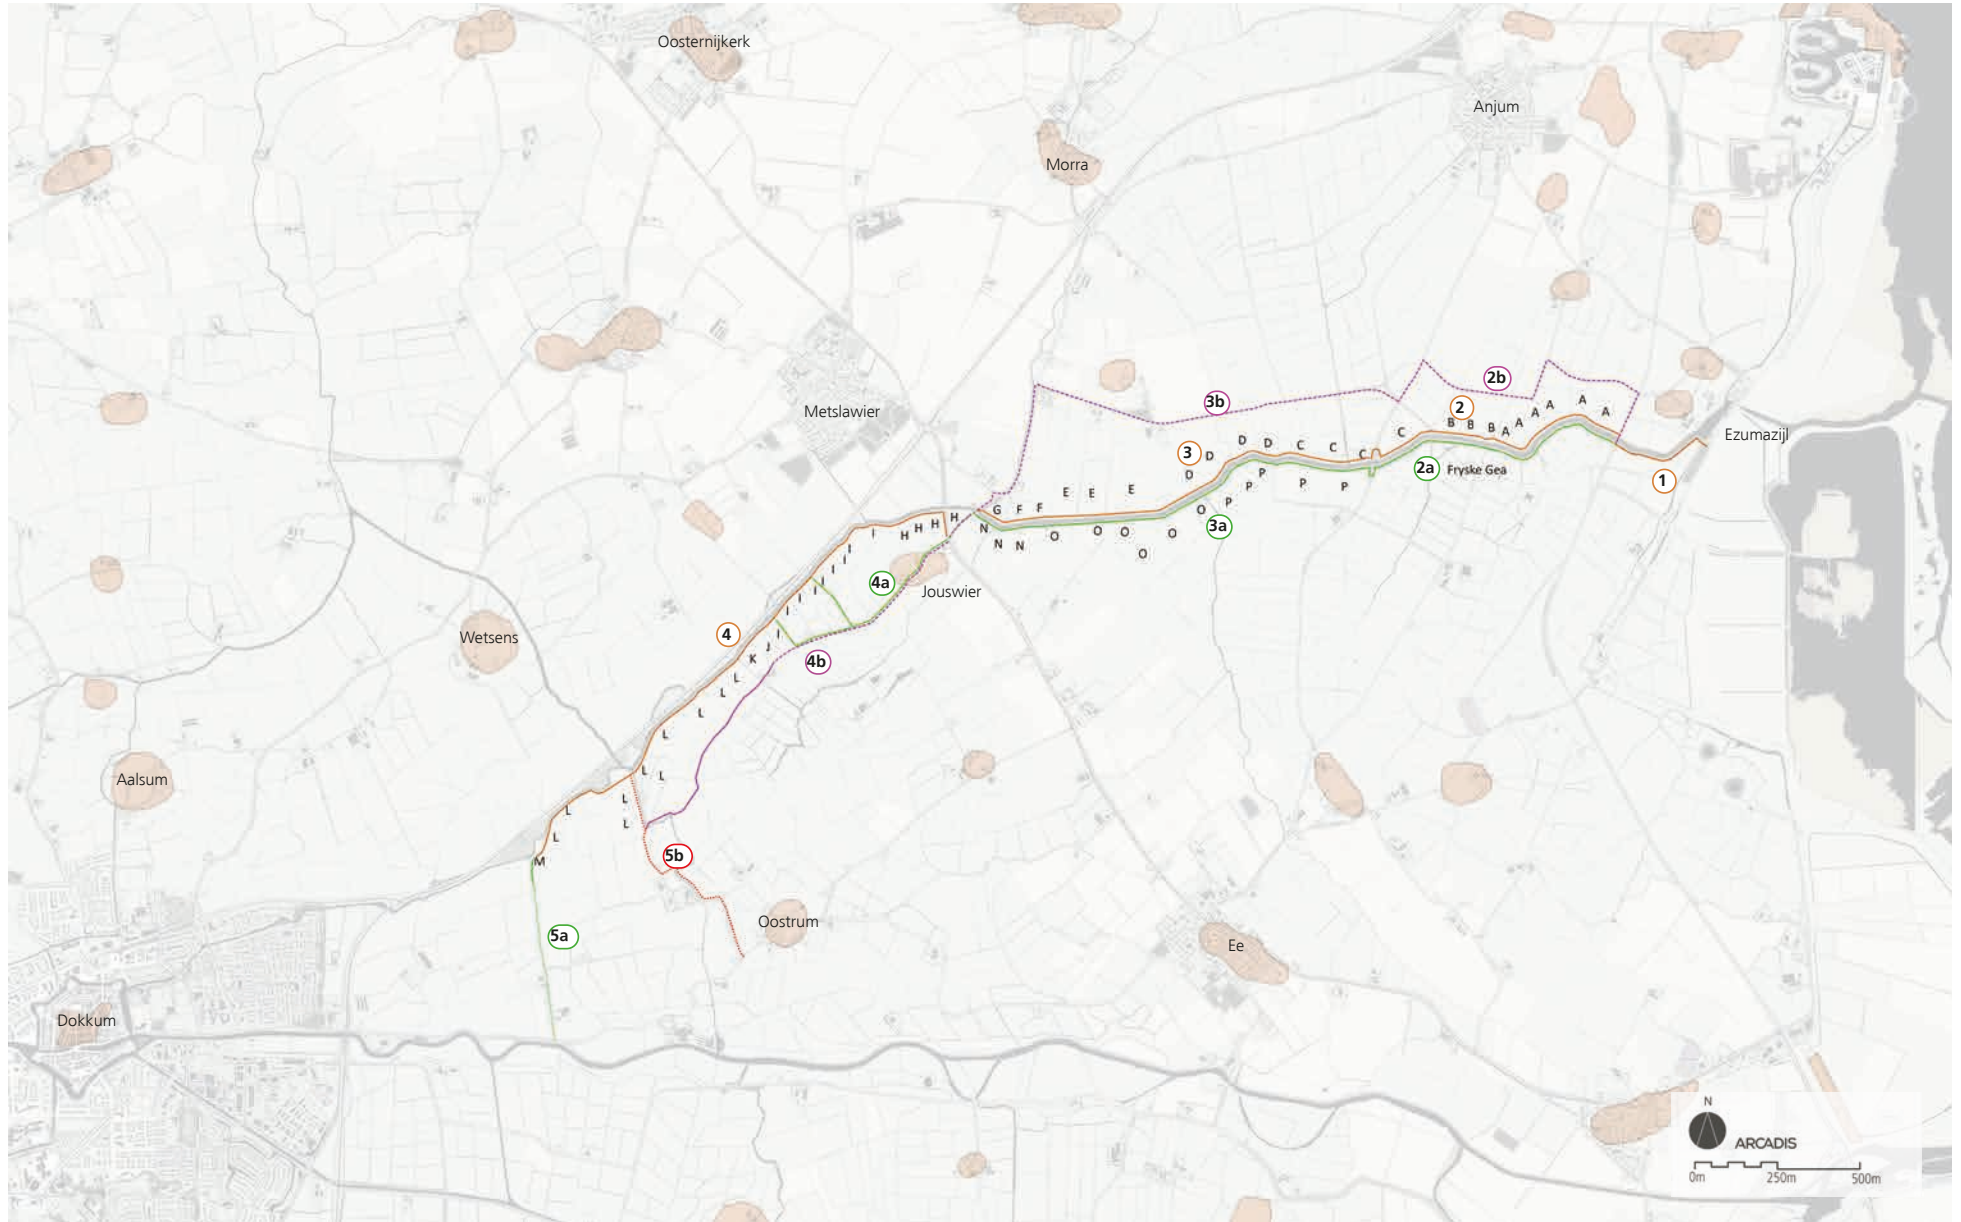 Oosternijkerk
Anjum
Morra
2b
3b
2
Metslawier
A
A A A
A
C B B B A A
Ezumazijl
3 D D D C C C
2a Fryske Gea
1
D
P
P P P
E E E
P
G F F
O
3a
H H H H
N
N N O O O O
O
I
I
I
I
I
I
I
I
I
I
4a
Jouswier
Wetsens
4
J
K
4b
L
L
L
L
L L
Aalsum
L
L
L
L
M
5b
5a
Oostrum
Ee
Dokkum
N
ARCADIS
0m 250m 500m